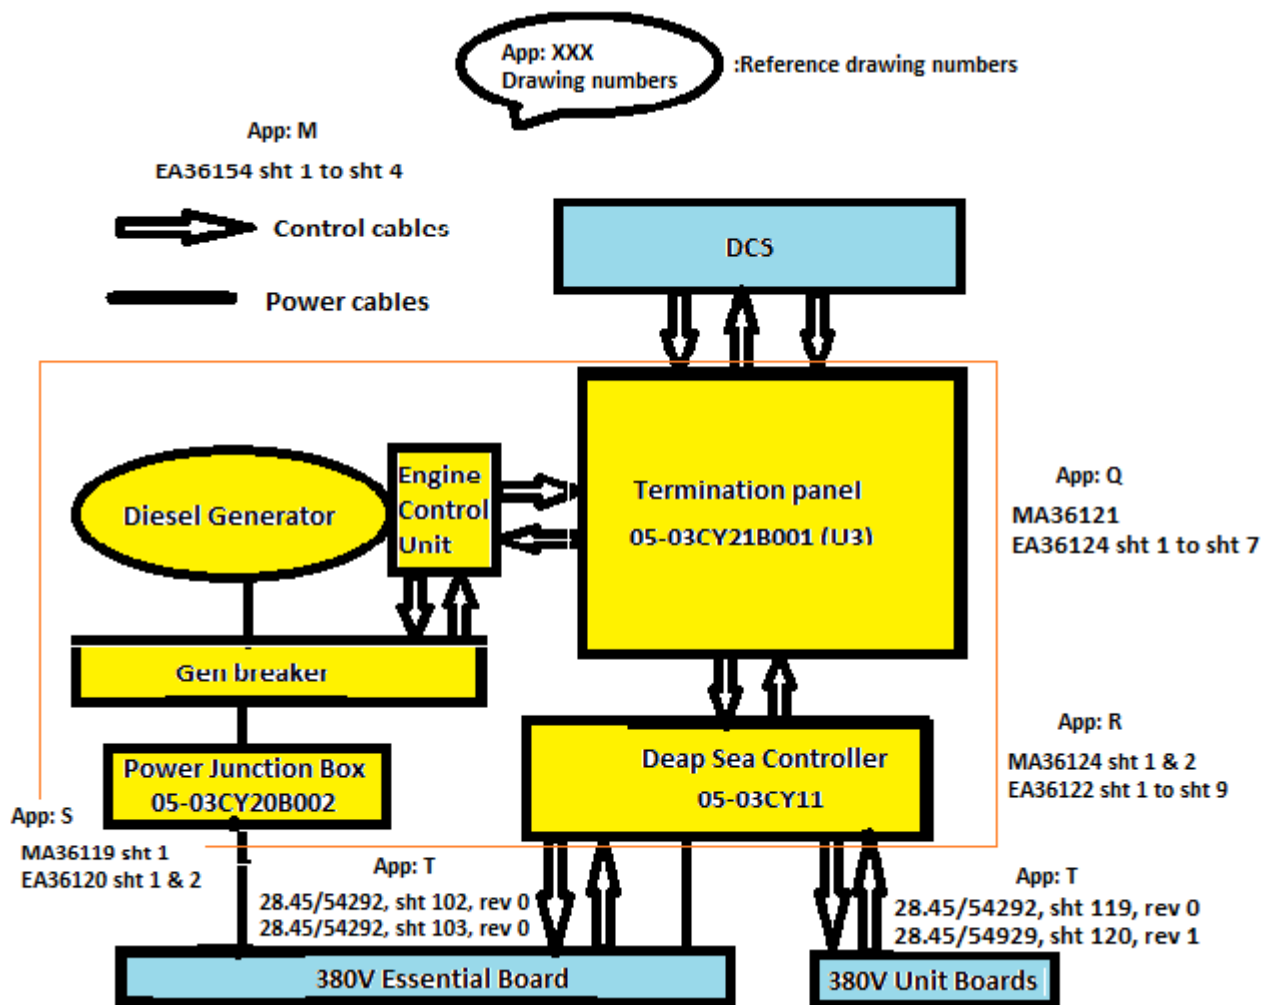 App: XXX
Drawing numbers
:Reference drawing numbers
App: M
EA36154 sht 1 to sht 4
Control cables
Power cables
DCS
Engine
Control
Unit
Diesel Generator
Termination panel
05-03CY21B001 (U3)
App: Q
MA36121
EA36124 sht 1 to sht 7
Gen breaker
Power Junction Box
05-03CY20B002
Deap Sea Controller
05-03CY11
App: R
MA36124 sht 1 & 2
EA36122 sht 1 to sht 9
App: S
MA36119 sht 1
EA36120 sht 1 & 2
App: T
28.45/54292, sht 102, rev 0
28.45/54292, sht 103, rev 0
App: T
28.45/54292, sht 119, rev 0
28.45/54929, sht 120, rev 1
380V Essential Board
380V Unit Boards